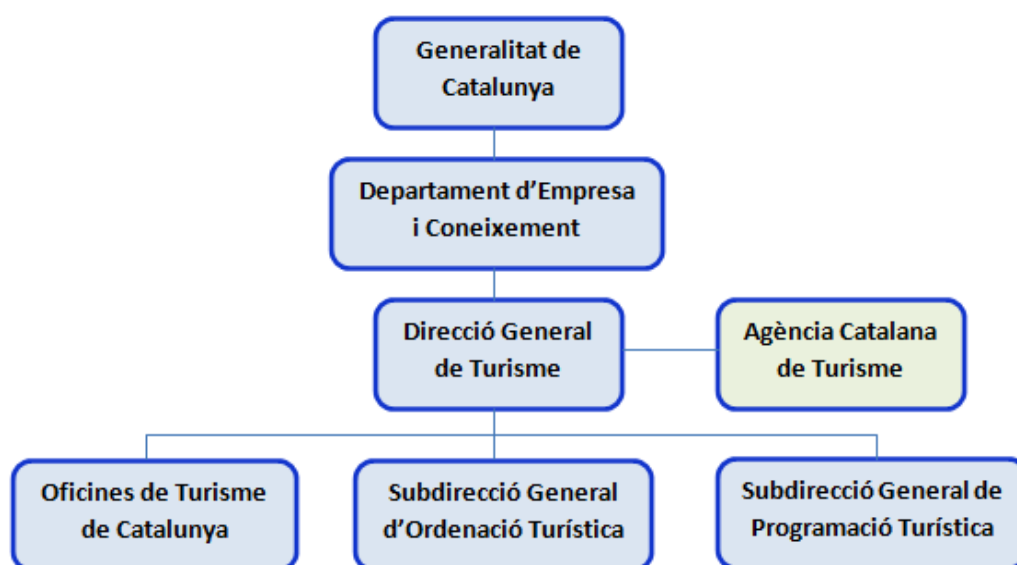 Generalitat de
Catalunya
Departament d’Empresa
i Coneixement
Direcció General
de Turisme
Agència Catalana
de Turisme
Oficines de Turisme
de Catalunya
Subdirecció General
d’Ordenació Turística
Subdirecció General de
Programació Turística